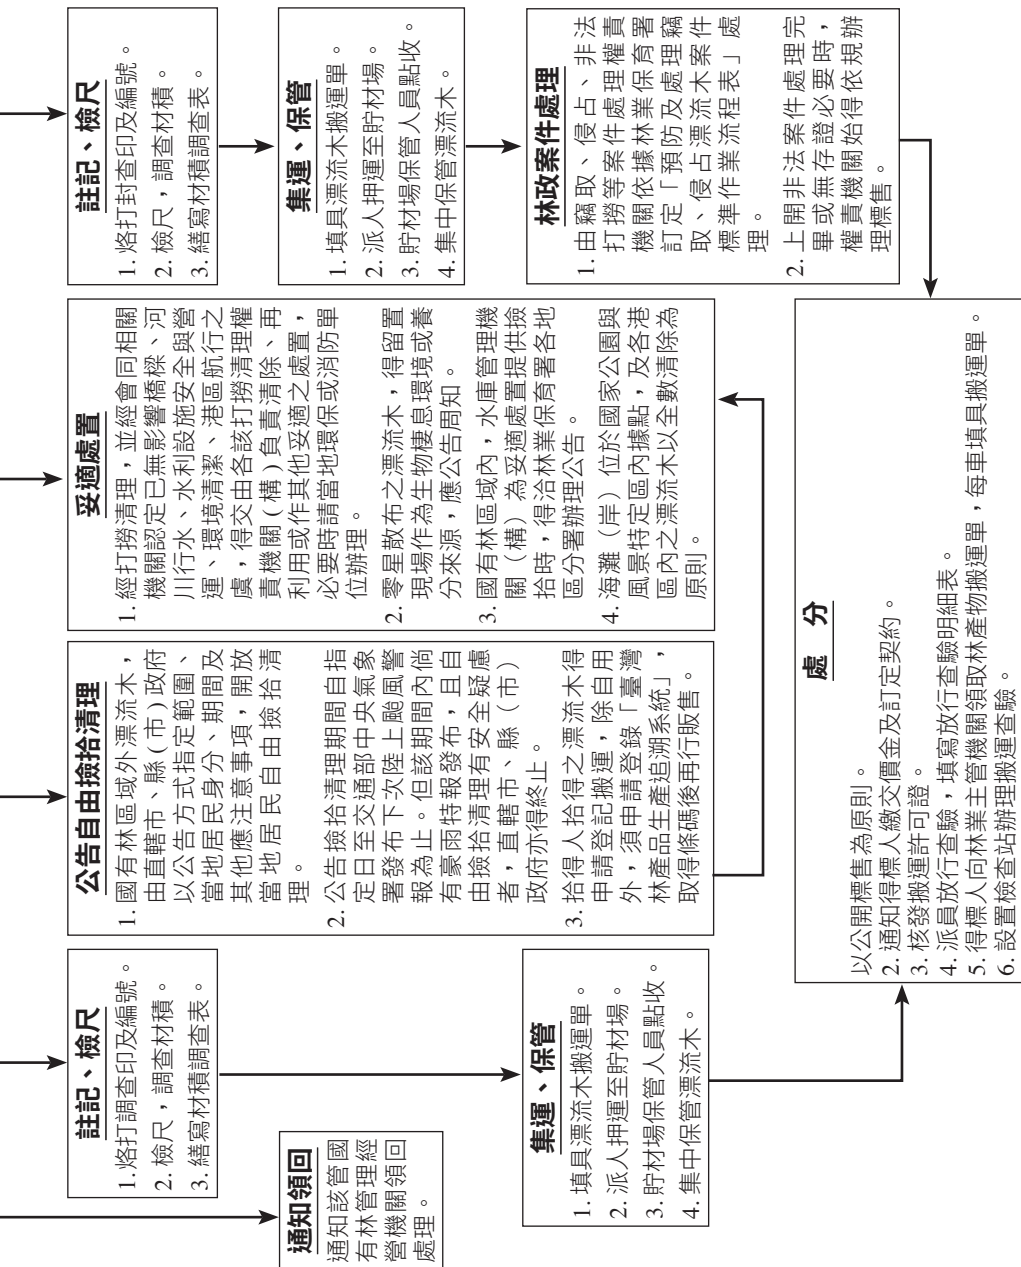 註記、檢尺
1. 烙打封查印及編號。
2. 檢尺，調查材積。
3. 繕寫材積調查表。
集運、保管
1. 填具漂流木搬運單。
2. 派人押運至貯材場。
3. 貯材場保管人員點收。
4. 集中保管漂流木。
林政案件處理
1. 由竊取、侵占、非法
打撈等案件處理權責
機關依據林業保育署
訂定「預防及處理竊
取、侵占漂流木案件
標準作業流程表」處
理。
2. 上開非法案件處理完
畢或無存證必要時，
權責機關始得依規辦
理標售。
妥適處置
1. 經打撈清理，並經會同相關
機關認定已無影響橋樑、河
川行水、水利設施安全與營
運、環境清潔、港區航行之
虞，得交由各該打撈清理權
責機關(構)負責清除、再
利用或作其他妥適之處置，
必要時請當地環保或消防單
位辦理。
2. 零星散布之漂流木，得留置
現場作為生物棲息環境或養
分來源，應公告周知。
3. 國有林區域內，水庫管理機
關（構）為妥適處置提供撿
拾時，得洽林業保育署各地
區分署辦理公告。
4. 海灘（岸）位於國家公園與
風景特定區內據點，及各港
區內之漂流木以全數清除為
原則。
公告自由撿拾清理
1. 國有林區域外漂流木，
由直轄市、縣(市)政府
以公告方式指定範圍、
當地居民身分、期間及
其他應注意事項，開放
當地居民自由撿拾清
理。
2. 公告撿拾清理期間自指
定日至交通部中央氣象
署發布下次陸上颱風警
報為止。但該期間內倘
有豪雨特報發布，且自
由撿拾清理有安全疑慮
者，直轄市、縣（市）
政府亦得終止。
3. 拾得人拾得之漂流木得
申請登記搬運，除自用
外，須申請登錄「臺灣
林產品生產追溯系統」，
取得條碼後再行販售。
註記、檢尺
1.烙打調查印及編號。
2. 檢尺，調查材積。
3. 繕寫材積調查表。
通知領回
通知該管國
有林管理經
營機關領回
處理。
集運、保管
1. 填具漂流木搬運單。
2. 派人押運至貯材場。
3. 貯材場保管人員點收。
4. 集中保管漂流木。
處 分
以公開標售為原則。
2. 通知得標人繳交價金及訂定契約。
3. 核發搬運許可證。
4. 派員放行查驗，填寫放行查驗明細表。
5. 得標人向林業主管機關領取林產物搬運單，每車填具搬運單。
6. 設置檢查站辦理搬運查驗。